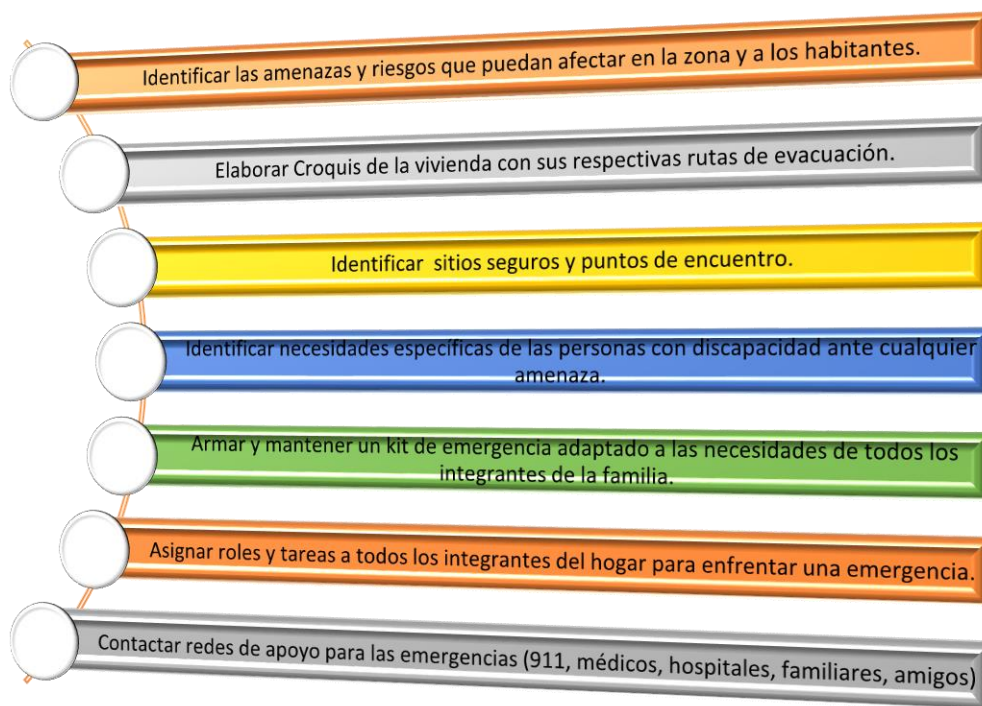 Identificar las amenazas y riesgos que puedan afectar en la zona y a los habitantes.
Elaborar Croquis de la vivienda con sus respectivas rutas de evacuación.
Identificar sitios seguros y puntos de encuentro.
Identificar necesidades específicas de las personas con discapacidad ante cualquier
amenaza.
Armar y mantener un kit de emergencia adaptado a las necesidades de todos los
integrantes de la familia.
Asignar roles y tareas a todos los integrantes del hogar para enfrentar una emergencia.
Contactar redes de apoyo para las emergencias (911, médicos, hospitales, familiares, amigos)